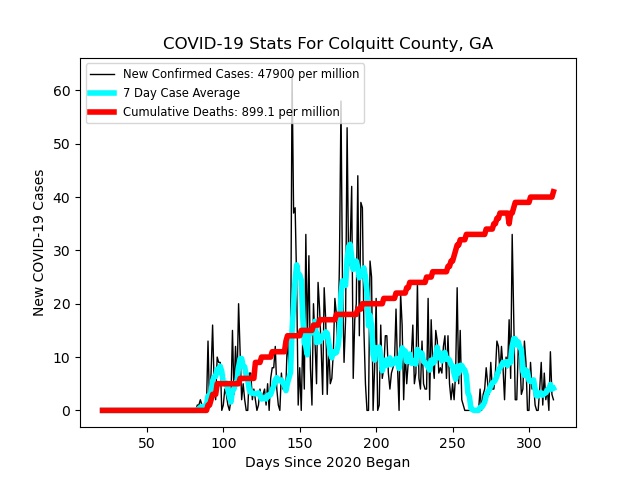 COVID-19 Stats For Colquitt County, GA
New Confirmed Cases: 47900 per million
7 Day Case Average
Cumulative Deaths: 899.1 per million
New COVID-19 Cases
60
50
40
30
20
10
0
50 100 150 200 250 300
Days Since 2020 Began